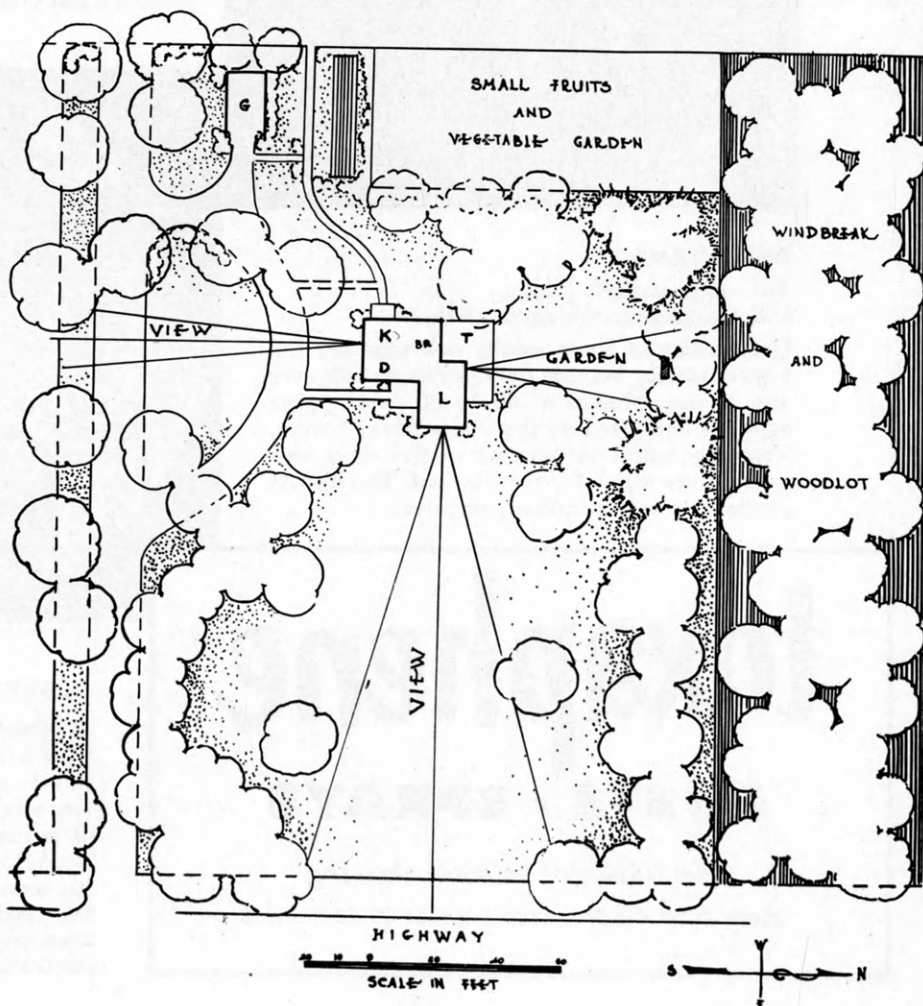 G
SMALL FRUITS
AND
VEGETABLE GARDEN
WINDBREAK
AND
WOODLOT
VIEW
K
BR
T
D
L
GARDEN
VIEW
HIGHWAY
SCALE IN FEET
W
S
N
E